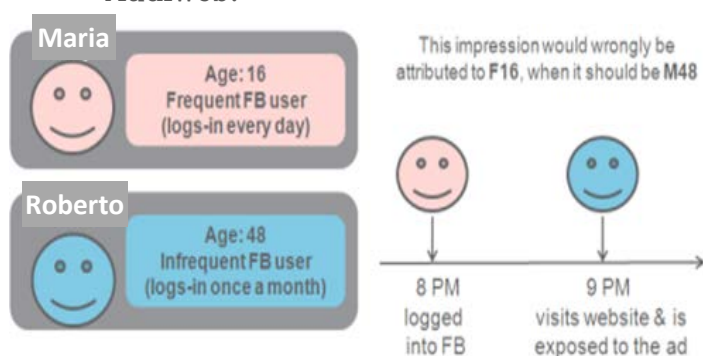 Maria
Age: 16
Frequent FB user
(logs-in every day)
Roberto
Age: 48
Infrequent FB user
(logs-in once a month)
This impression would wrongly be
attributed to F16, when it should be M48
8 PM
logged
into FB
9 PM
visits website & is
exposed to the ad